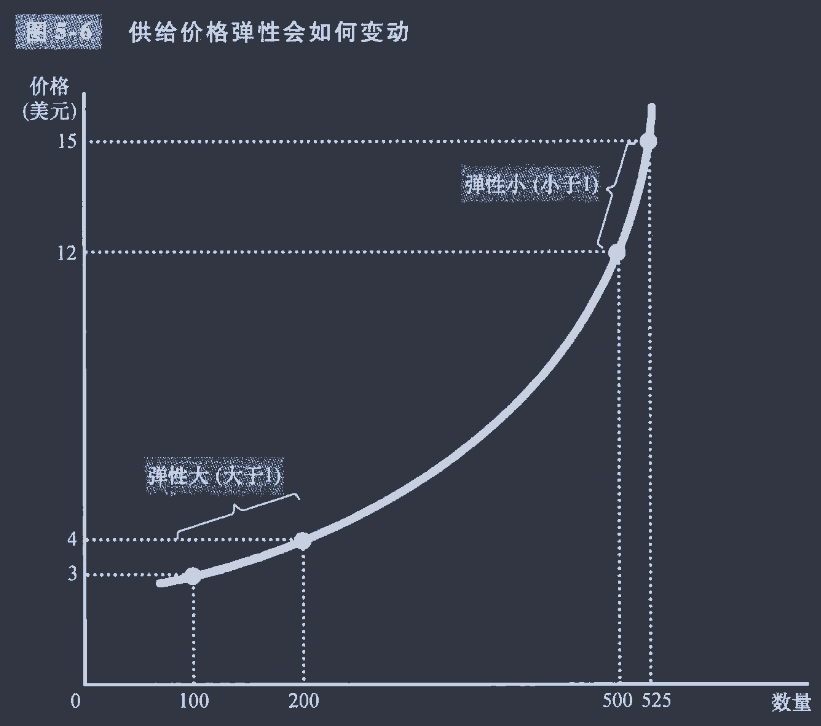 图 5-6 供给价格弹性会如何变动
价格
(美元)
15
弹性小 (小于1)
12
弹性大 (大于1)
4
3
0 100 200 500 525 数量